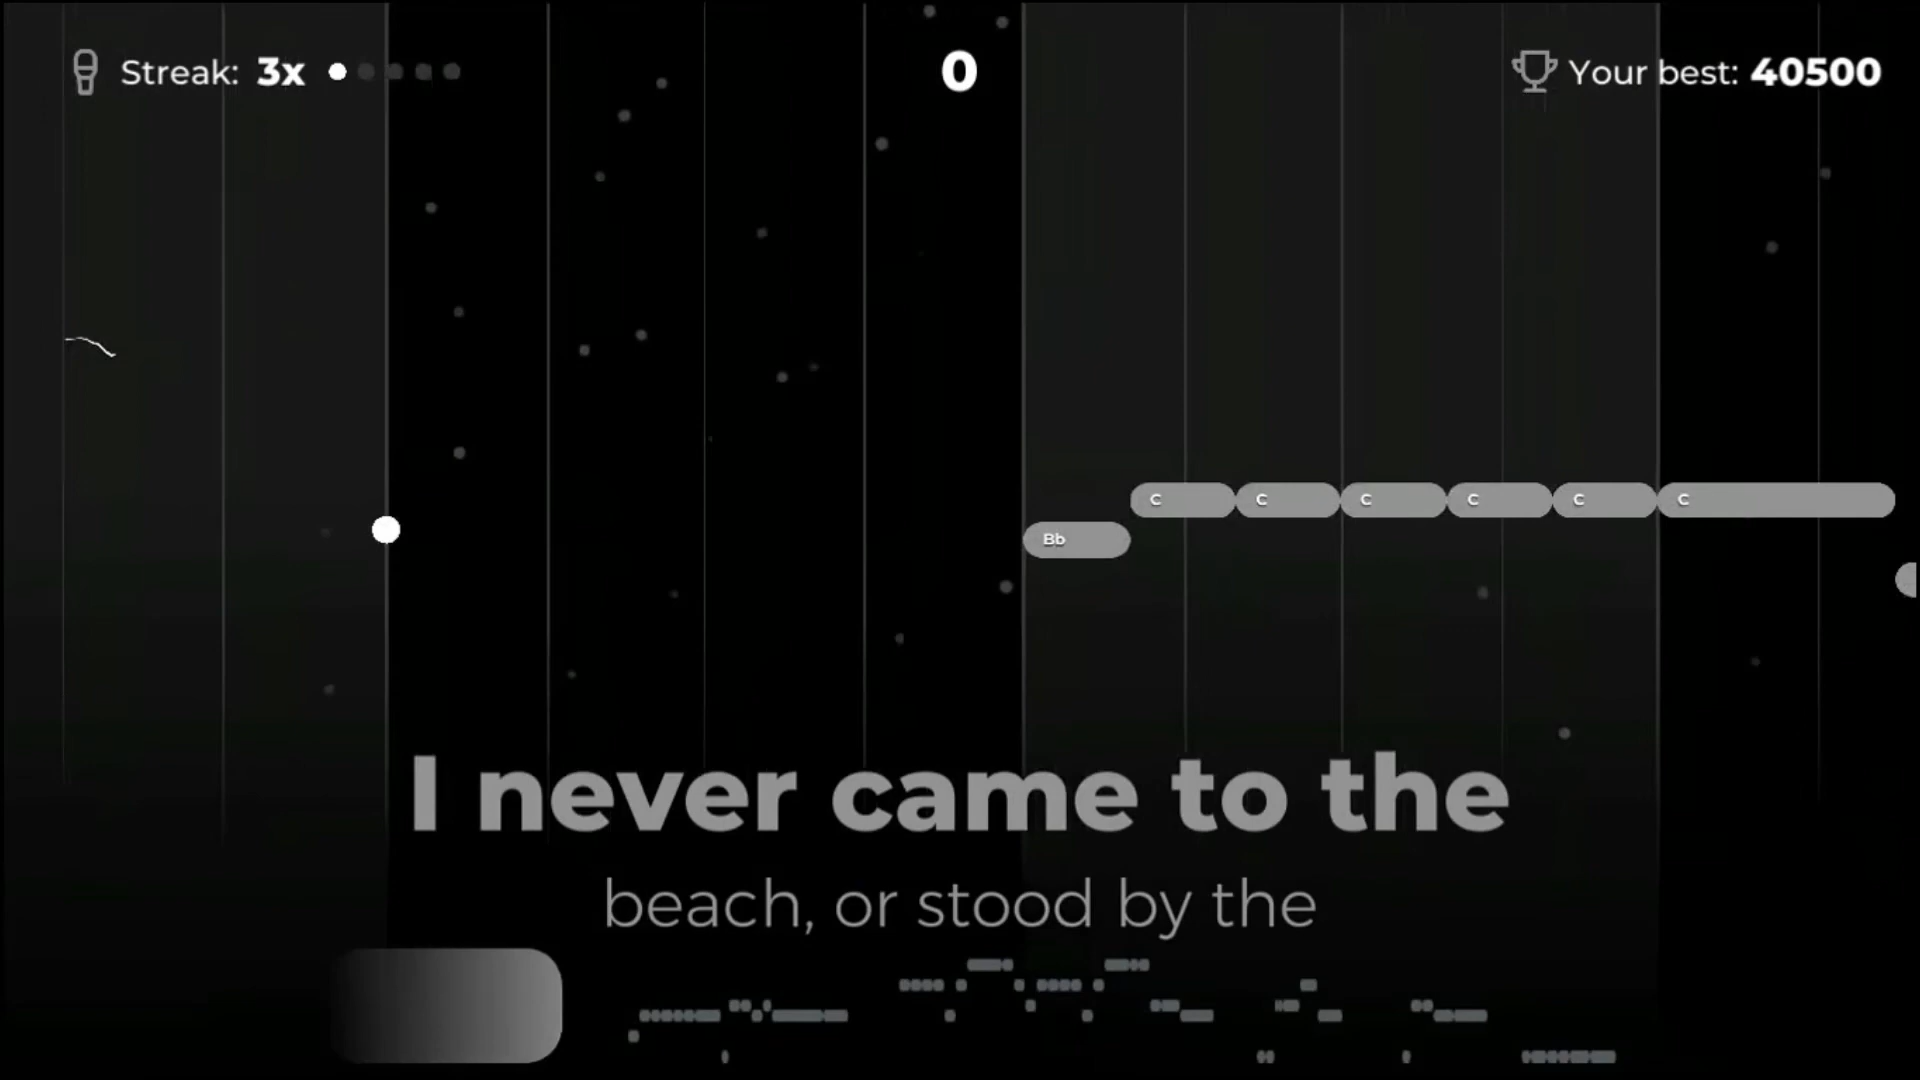 Streak: 3x
0
Your best: 40500
C C C C C C
Bb
I never came to the
beach, or stood by the